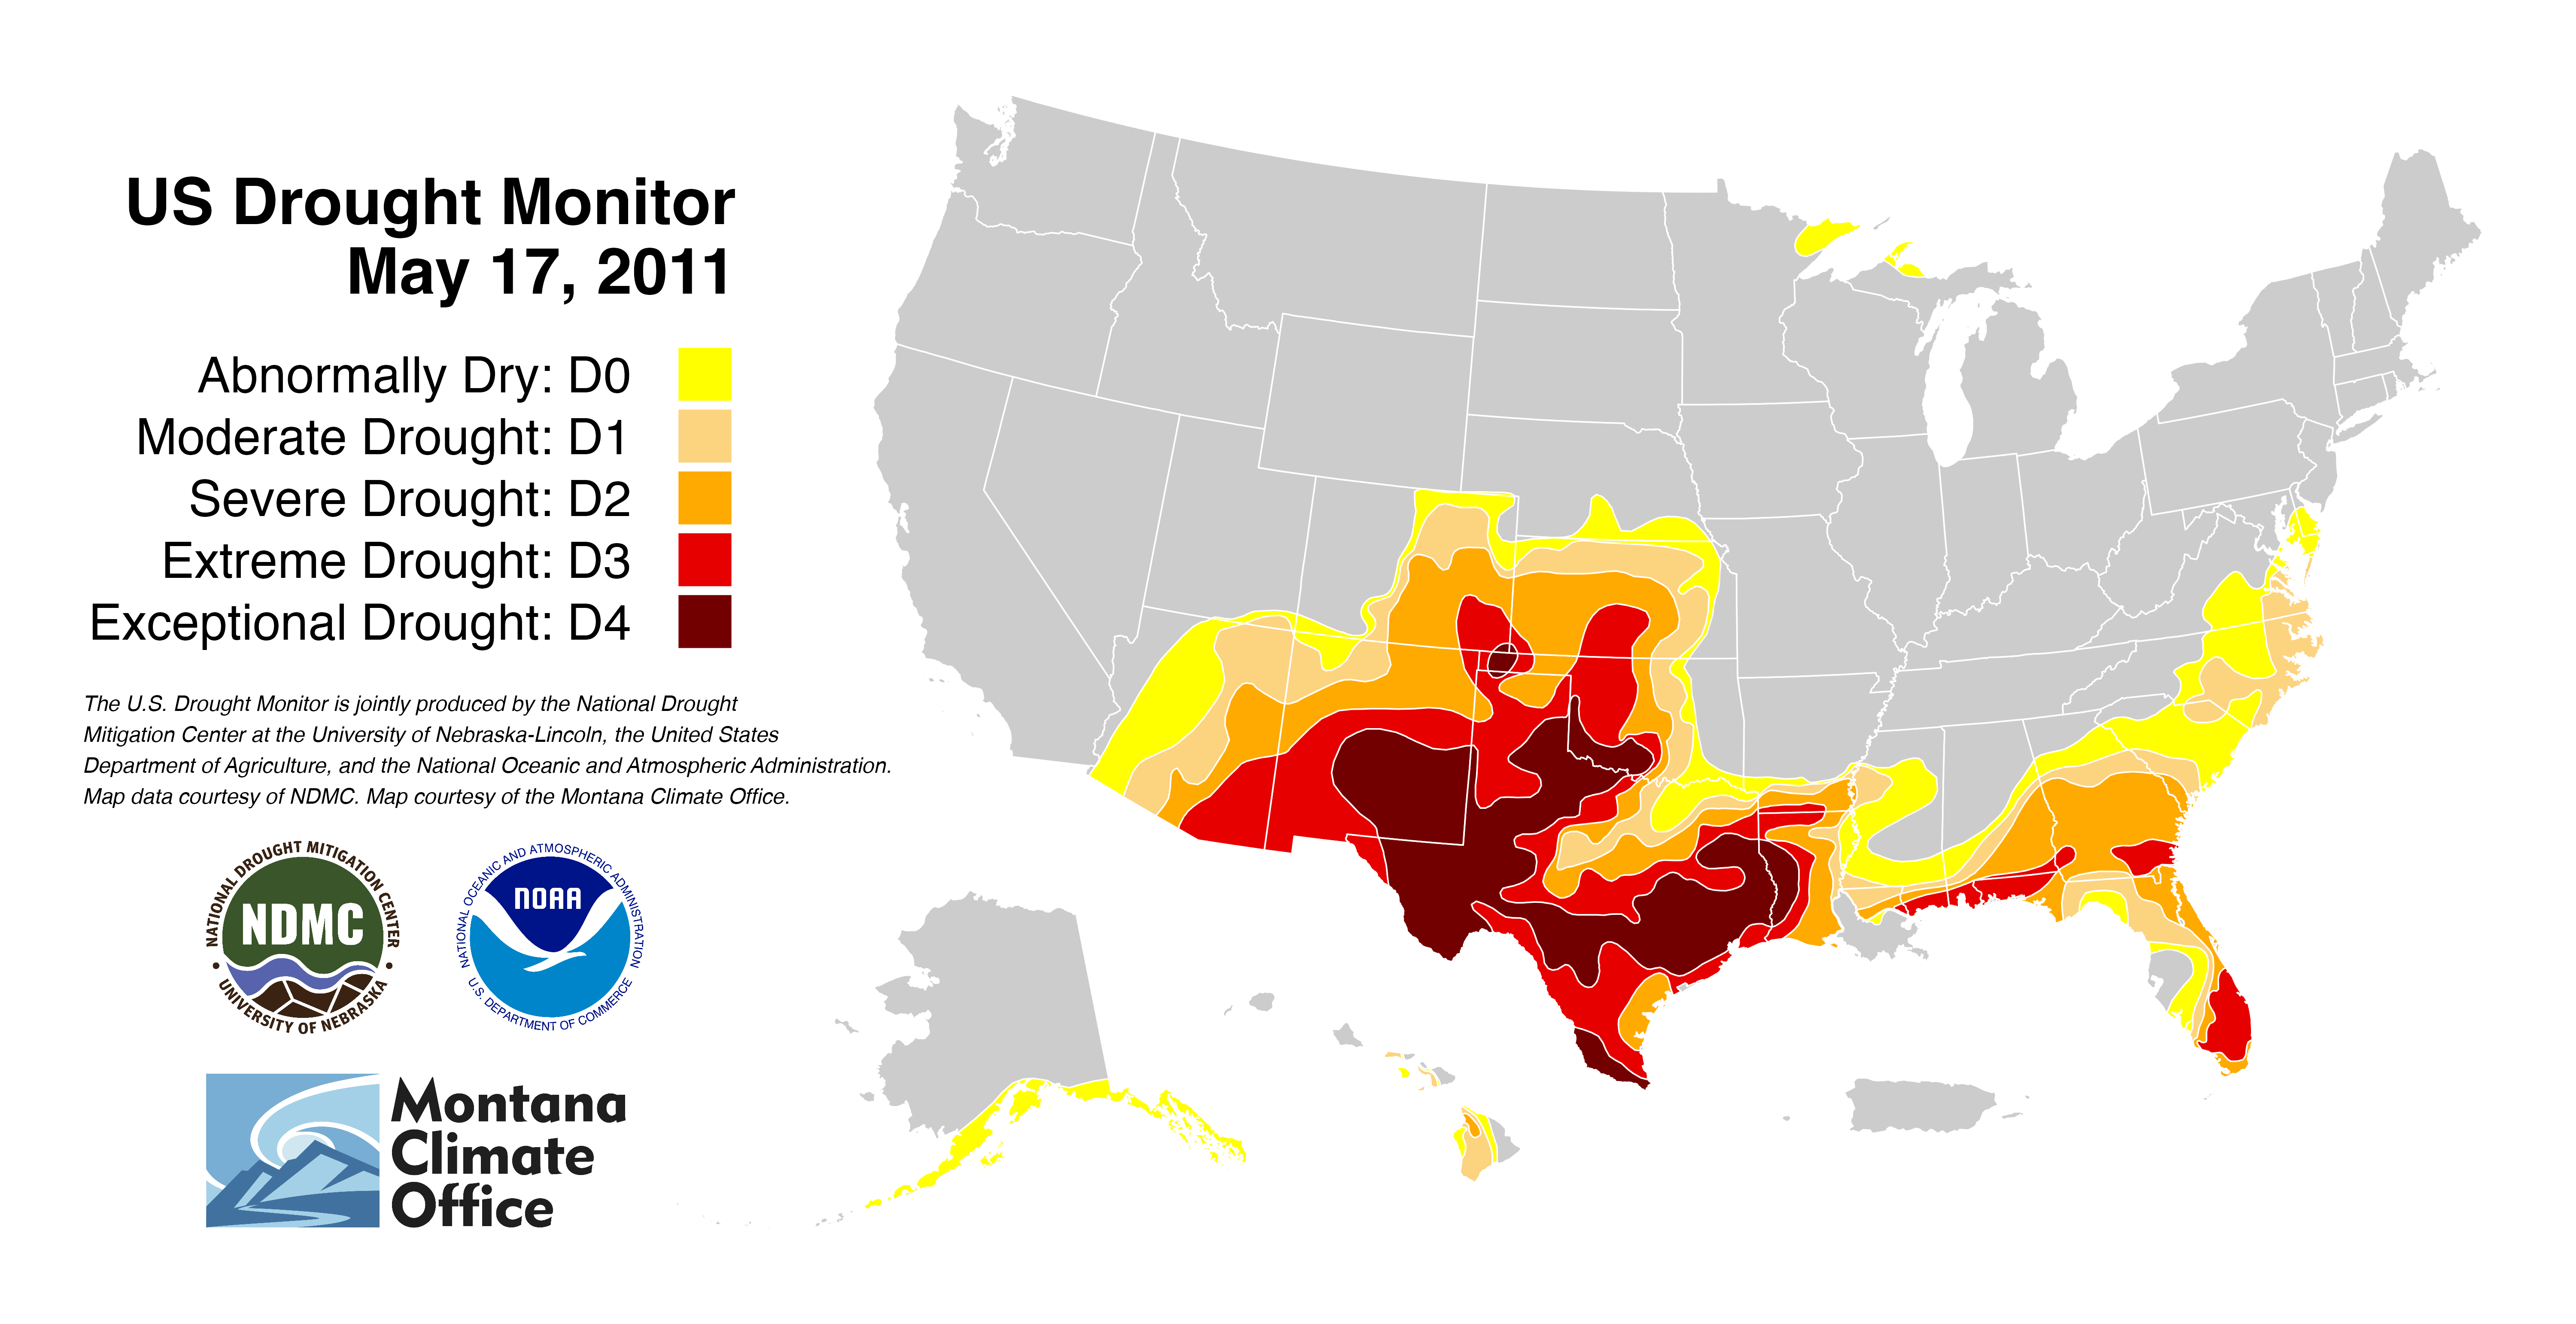 US Drought Monitor
May 17, 2011
Abnormally Dry: D0
Moderate Drought: D1
Severe Drought: D2
Extreme Drought: D3
Exceptional Drought: D4
The U.S. Drought Monitor is jointly produced by the National Drought
Mitigation Center at the University of Nebraska-Lincoln, the United States
Department of Agriculture, and the National Oceanic and Atmospheric Administration.
Map data courtesy of NDMC. Map courtesy of the Montana Climate Office.
NATIONAL DROUGHT MITIGATION CENTER
NDMC
• UNIVERSITY OF NEBRASKA •
NATIONAL OCEANIC AND ATMOSPHERIC ADMINISTRATION
NOAA
U.S. DEPARTMENT OF COMMERCE
Montana
Climate
Office